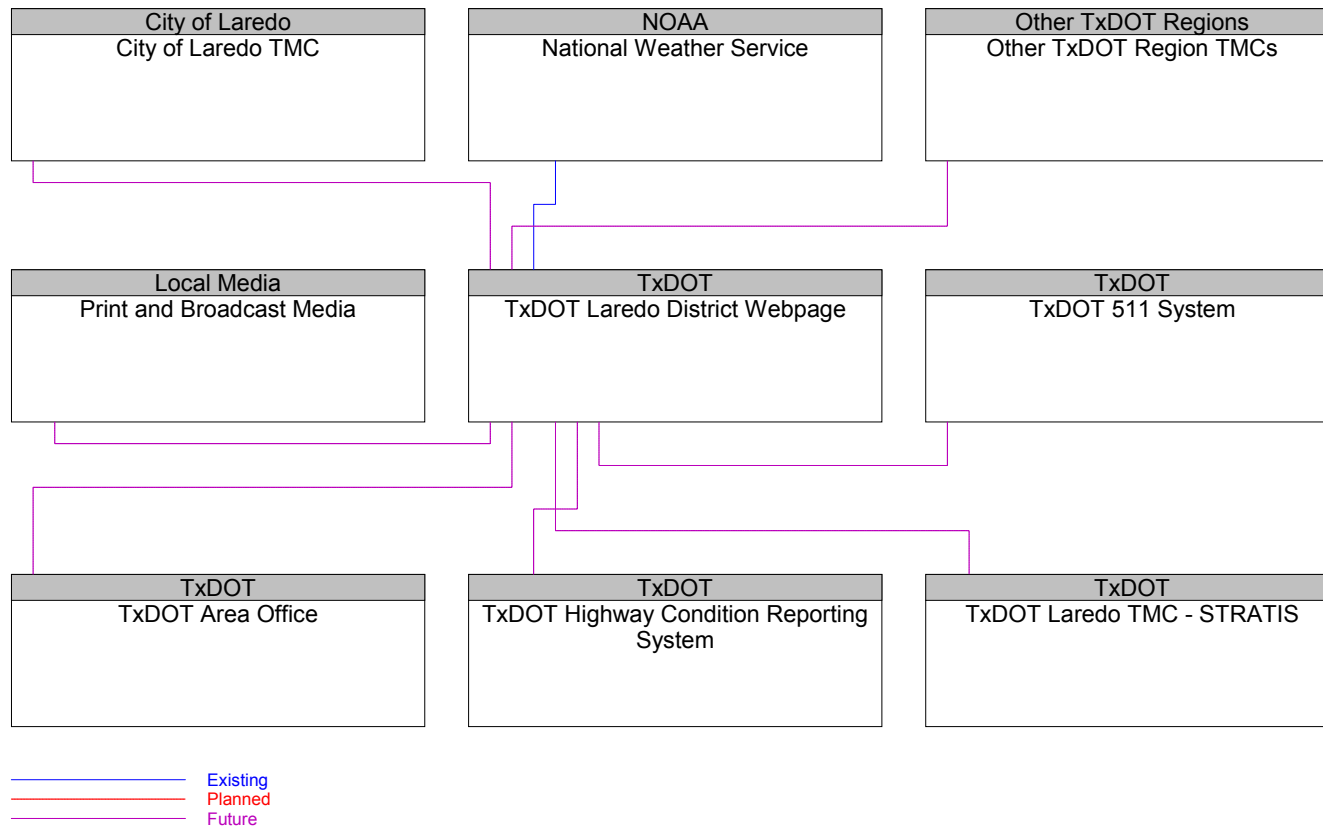 City of Laredo
City of Laredo TMC
NOAA
National Weather Service
Other TxDOT Regions
Other TxDOT Region TMCs
Local Media
Print and Broadcast Media
TxDOT
TxDOT Laredo District Webpage
TxDOT
TxDOT 511 System
TxDOT
TxDOT Area Office
TxDOT
TxDOT Highway Condition Reporting
System
TxDOT
TxDOT Laredo TMC - STRATIS
Existing
Planned
Future